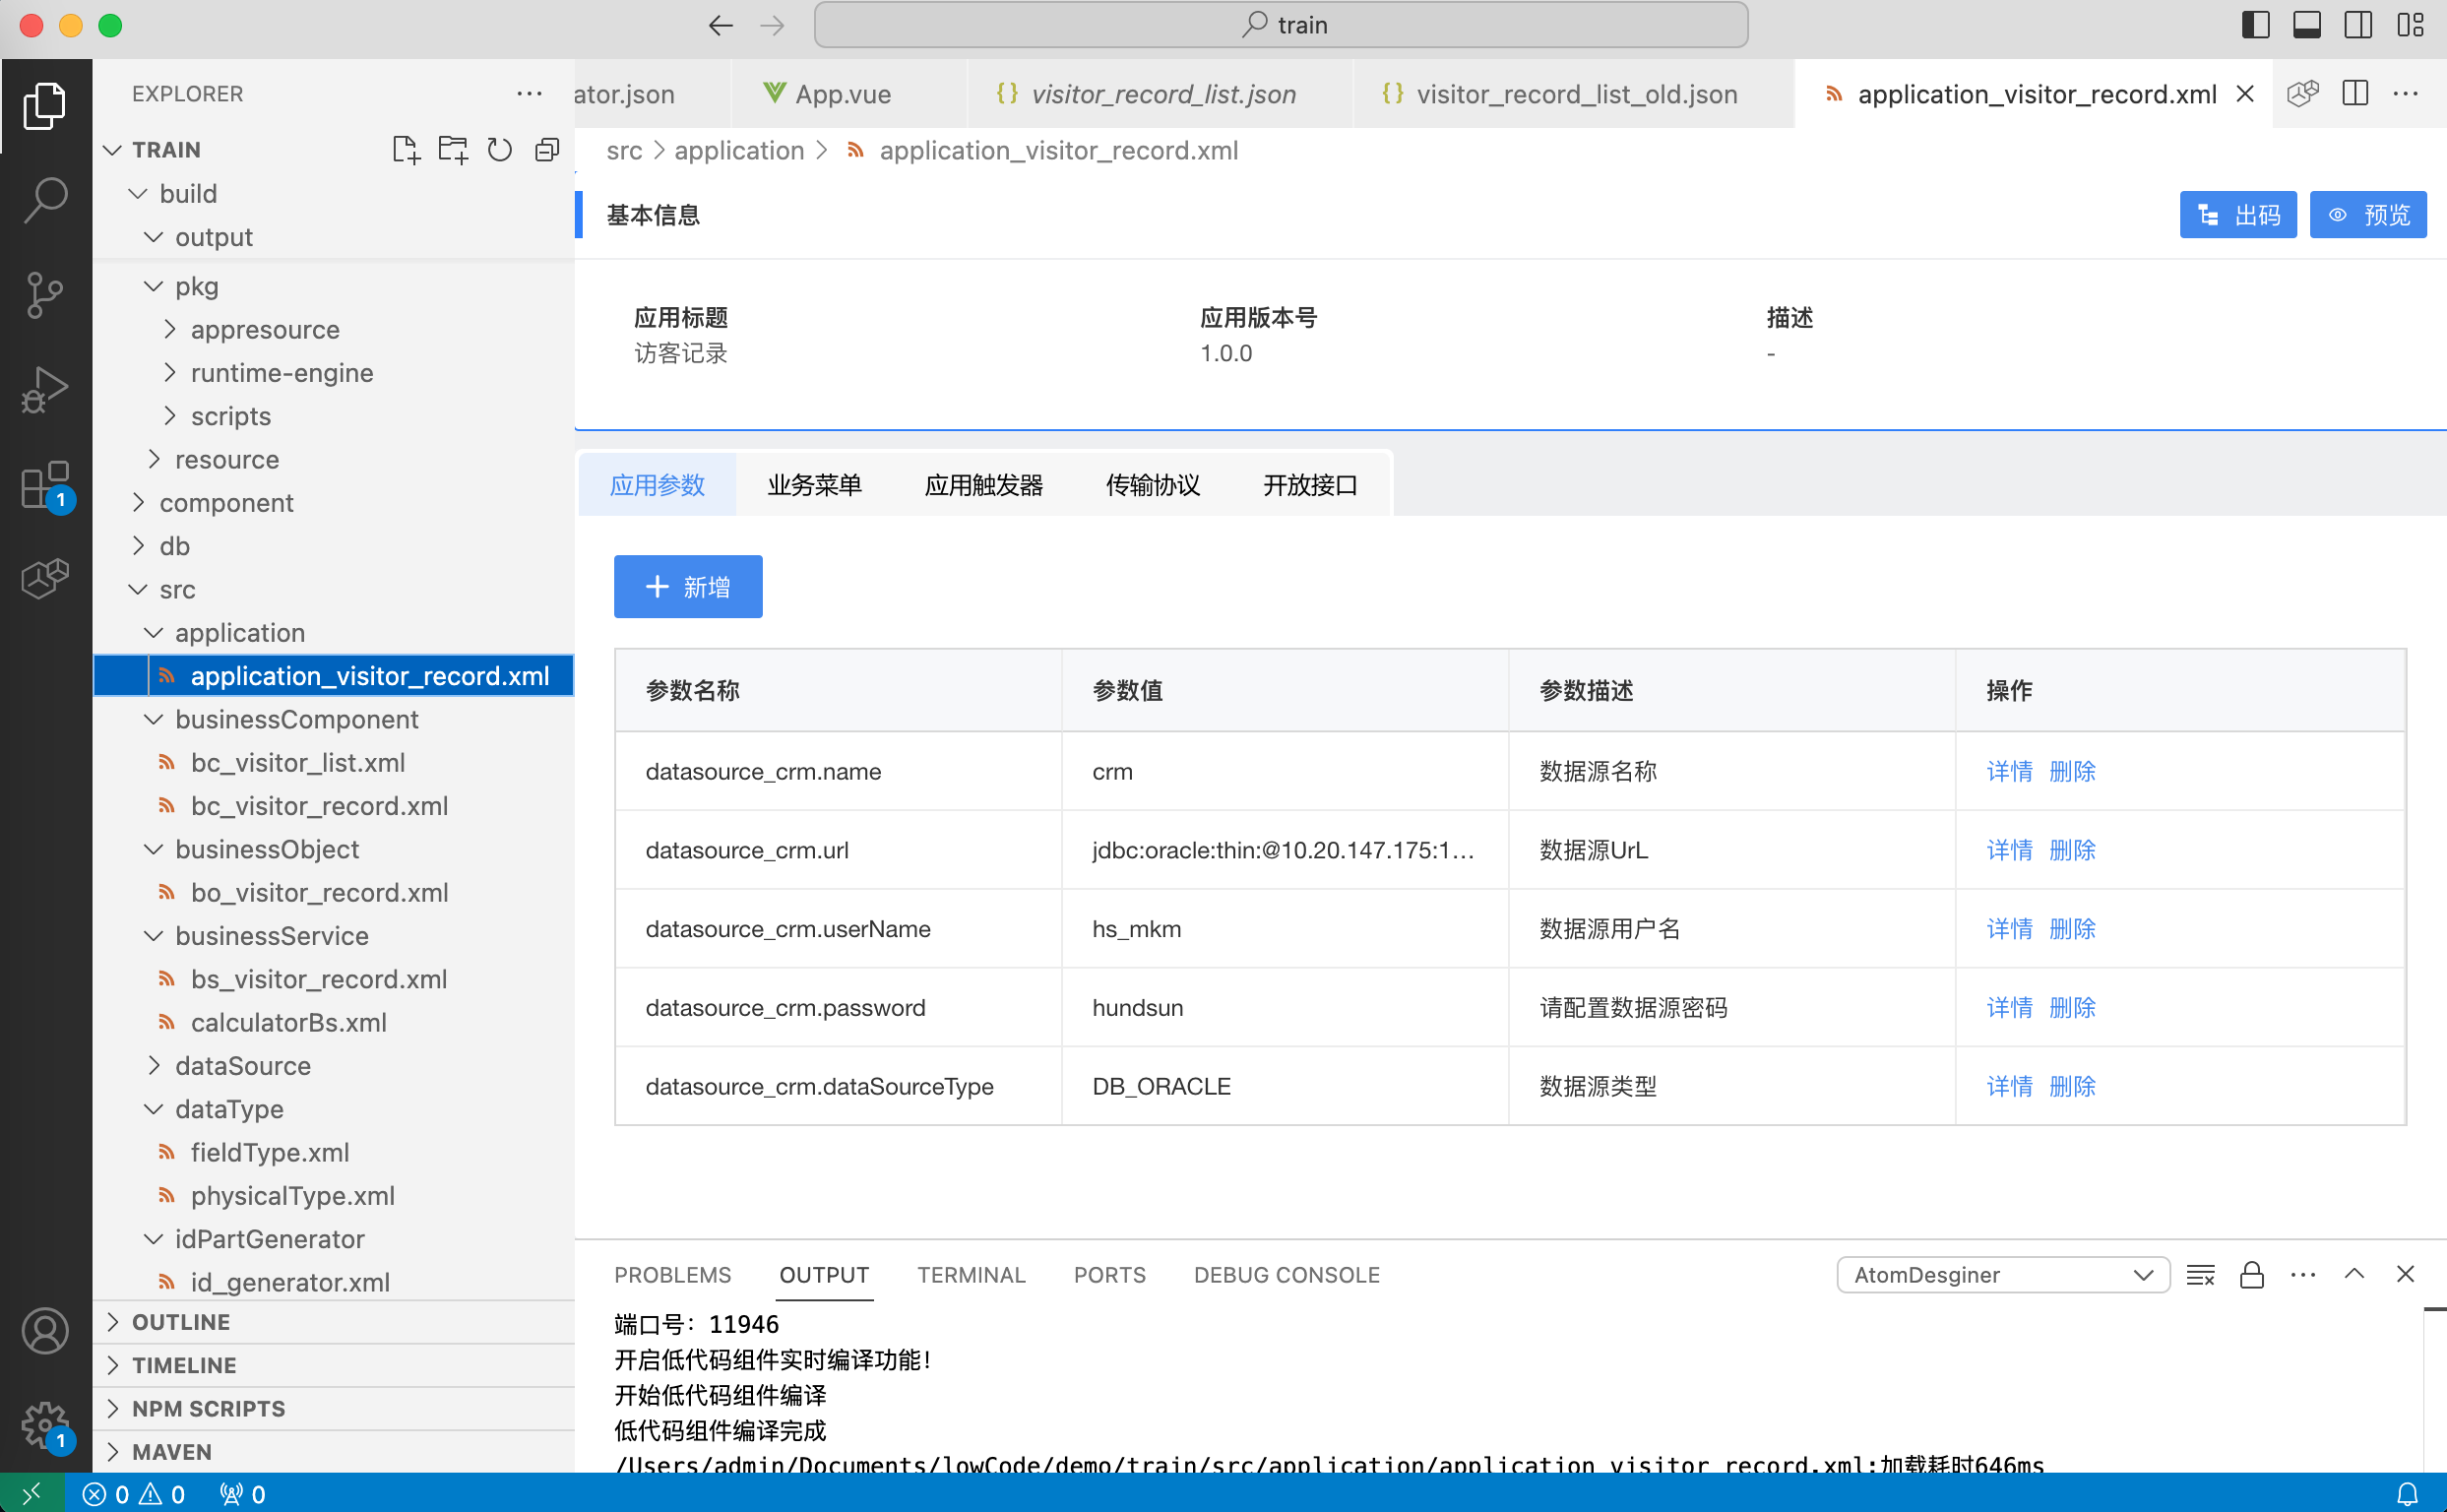 train
EXPLORER
TRAIN
build
output
pkg
appresource
runtime-engine
scripts
resource
component
db
src
application
application_visitor_record.xml
businessComponent
bc_visitor_list.xml
bc_visitor_record.xml
businessObject
bo_visitor_record.xml
businessService
bs_visitor_record.xml
calculatorBs.xml
dataSource
dataType
fieldType.xml
physicalType.xml
idPartGenerator
id_generator.xml
OUTLINE
TIMELINE
NPM SCRIPTS
MAVEN
1
1
ator.json App.vue visitor_record_list.json visitor_record_list_old.json application_visitor_record.xml
src > application > application_visitor_record.xml
基本信息 出码 预览
应用标题 应用版本号 描述
访客记录 1.0.0 -
应用参数 业务菜单 应用触发器 传输协议 开放接口
新增
参数名称 参数值 参数描述 操作
datasource_crm.name crm 数据源名称 详情 删除
datasource_crm.url jdbc:oracle:thin:@10.20.147.175:1... 数据源UrL 详情 删除
datasource_crm.userName hs_mkm 数据源用户名 详情 删除
datasource_crm.password hundsun 请配置数据源密码 详情 删除
datasource_crm.dataSourceType DB_ORACLE 数据源类型 详情 删除
PROBLEMS OUTPUT TERMINAL PORTS DEBUG CONSOLE AtomDesginer
端口号: 11946
开启低代码组件实时编译功能!
开始低代码组件编译
低代码组件编译完成
/Users/admin/Documents/lowCode/demo/train/src/application/application_visitor_record.xml:加载耗时646ms
0 0 0